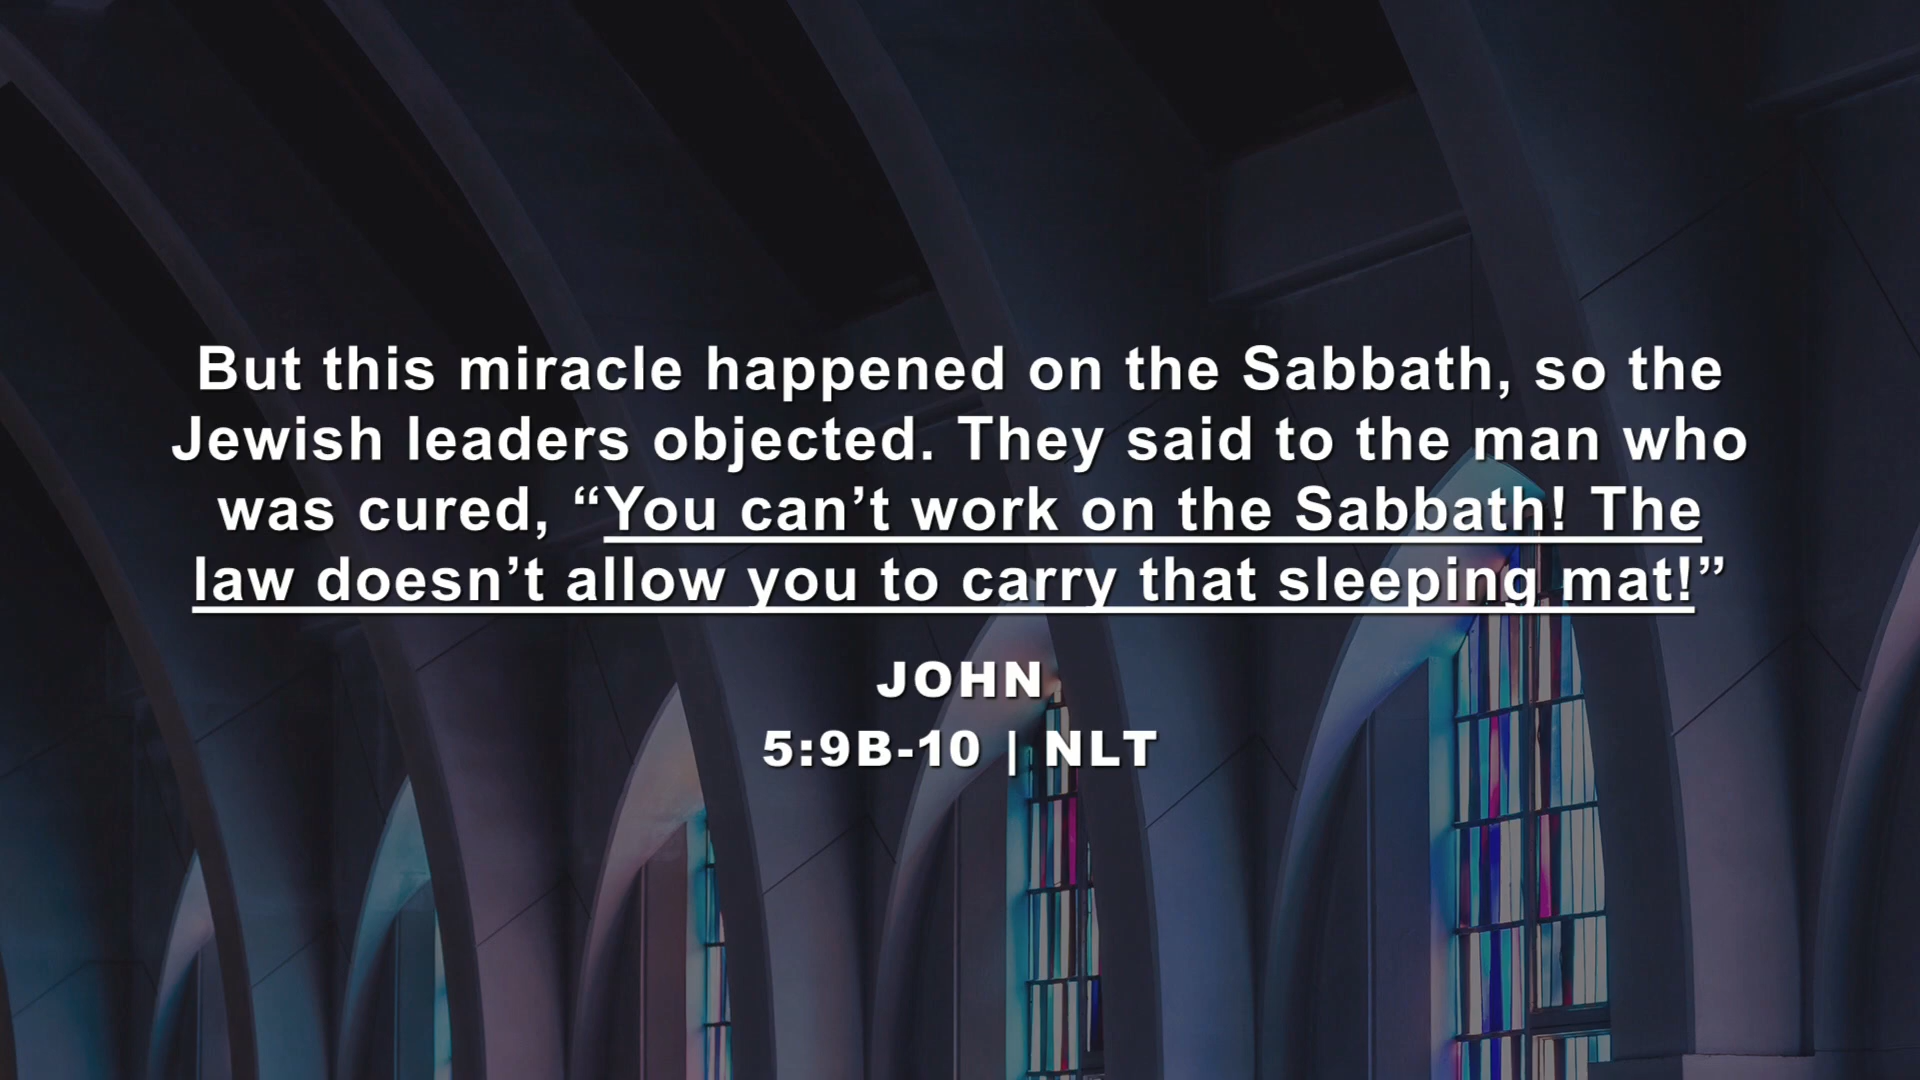 But this miracle happened on the Sabbath, so the
Jewish leaders objected. They said to the man who
was cured, “You can’t work on the Sabbath! The
law doesn’t allow you to carry that sleeping mat!”
JOHN
5:9B-10 | NLT